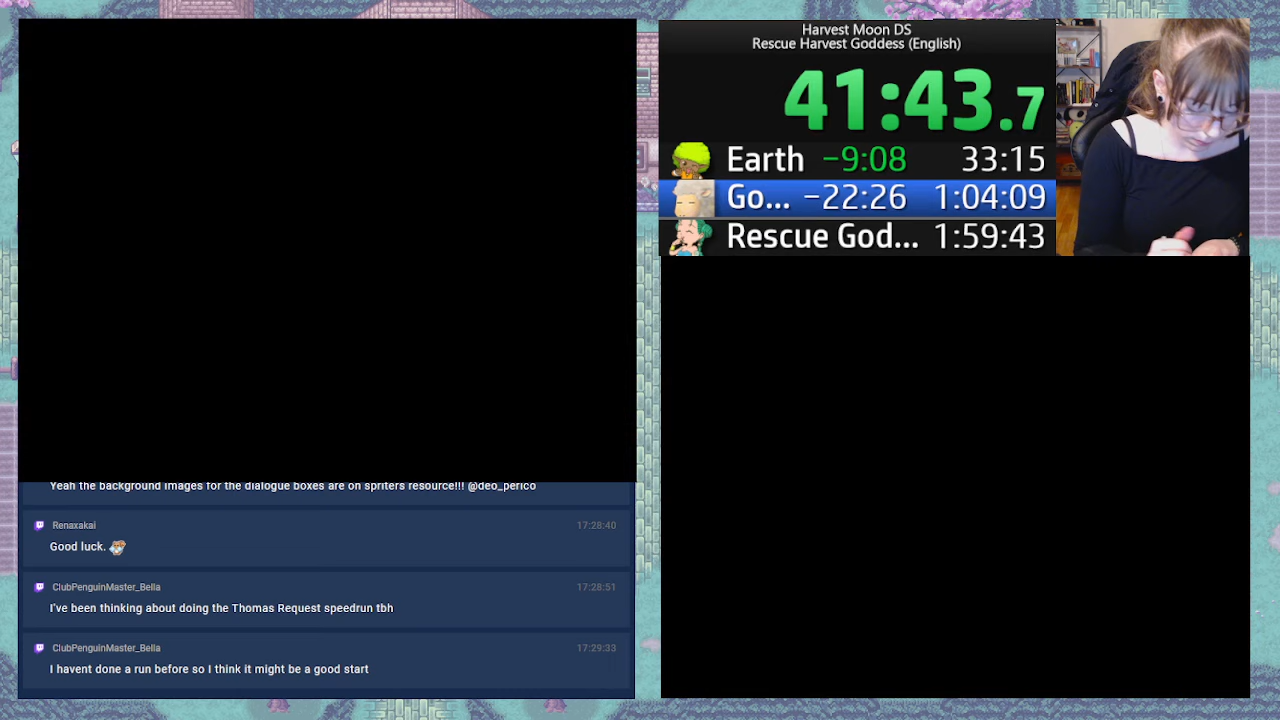 Harvest Moon DS
Rescue Harvest Goddess (English)
41:43.7
Earth -9:08 33:15
Go... -22:26 1:04:09
Rescue God... 1:59:43
Yeah the background images for the dialogue boxes are on spriters resource!!! @deo_perico
Renaxakai 17:28:40
Good luck.
ClubPenguinMaster_Bella 17:28:51
I've been thinking about doing the Thomas Request speedrun tbh
ClubPenguinMaster_Bella 17:29:33
I havent done a run before so I think it might be a good start